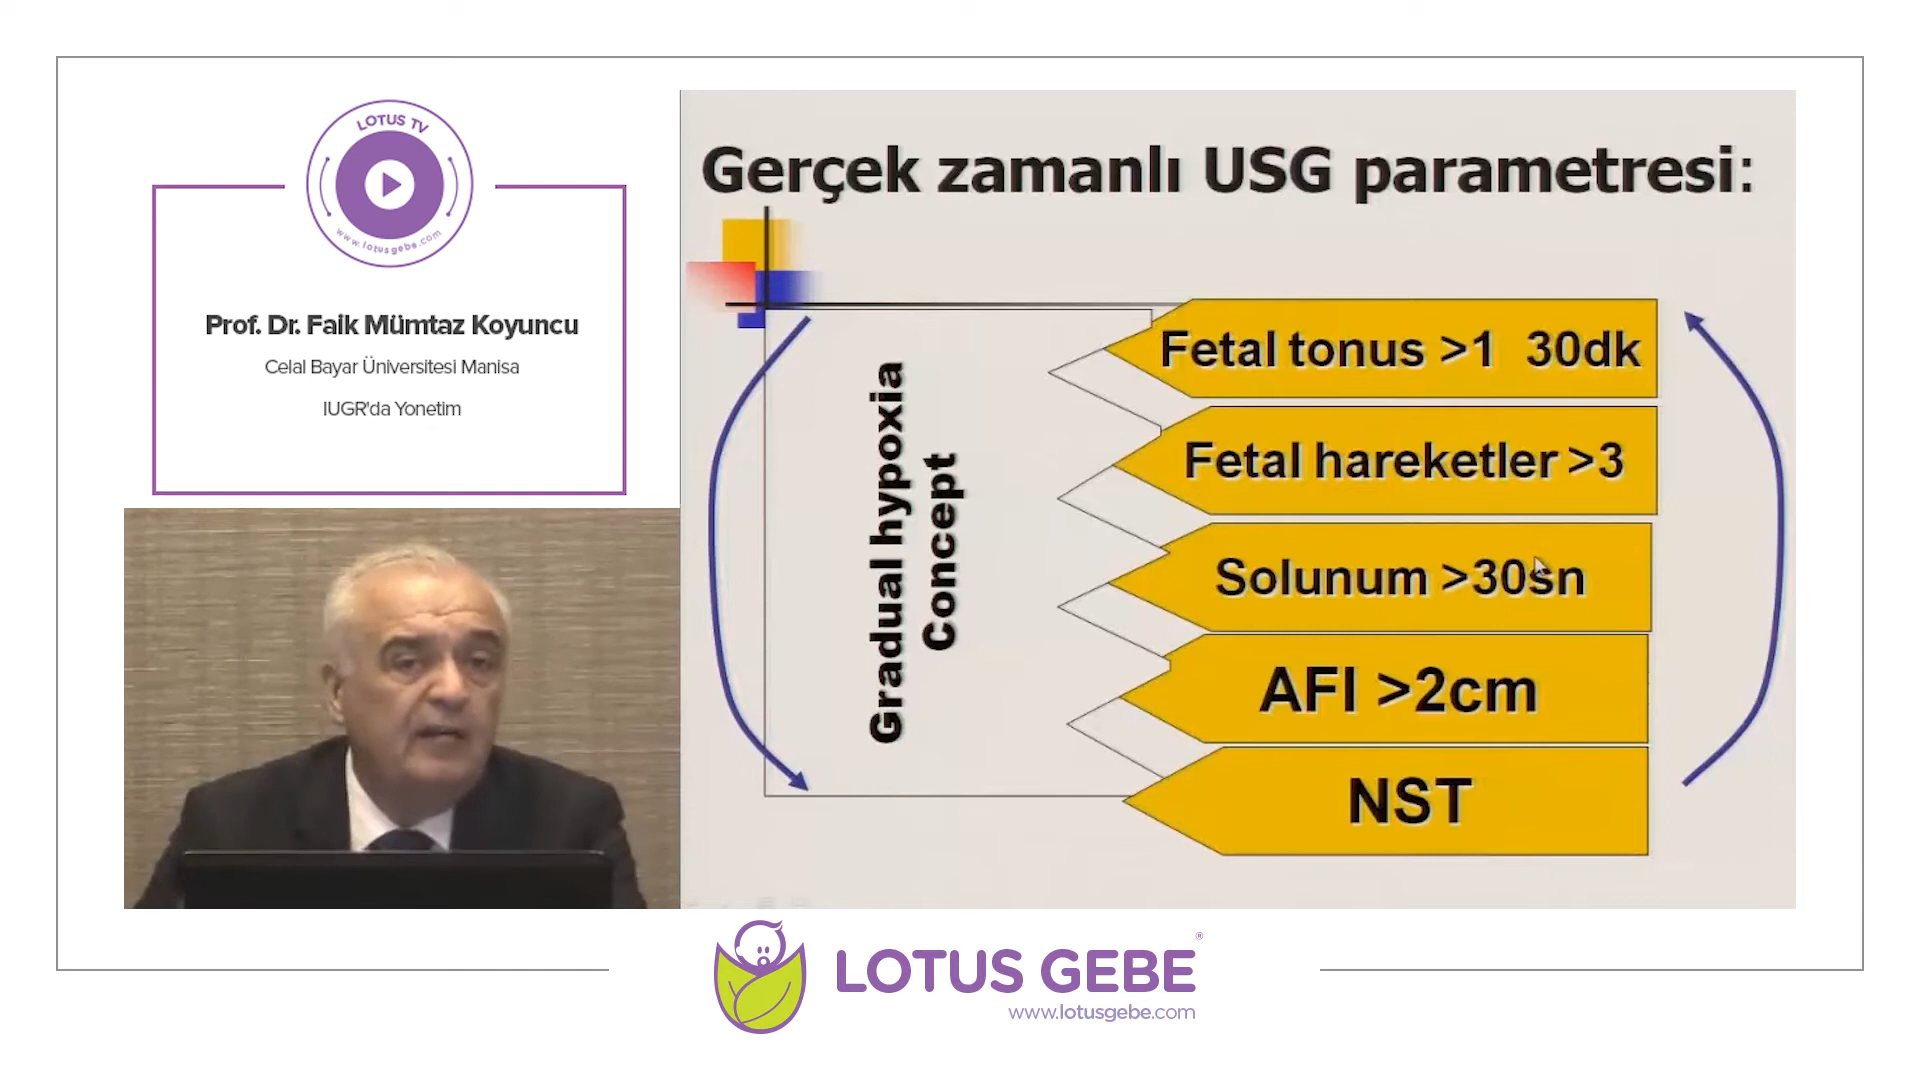 LOTUS TV
www.lotusgebe.com
Prof. Dr. Faik Mümtaz Koyuncu
Celal Bayar Üniversitesi Manisa
IUGR'da Yonetim
Gerçek zamanlı USG parametresi:
Gradual hypoxia
Concept
Fetal tonus >1 30dk
Fetal hareketler >3
Solunum >30sn
AFI >2cm
NST
LOTUS GEBE®
www.lotusgebe.com